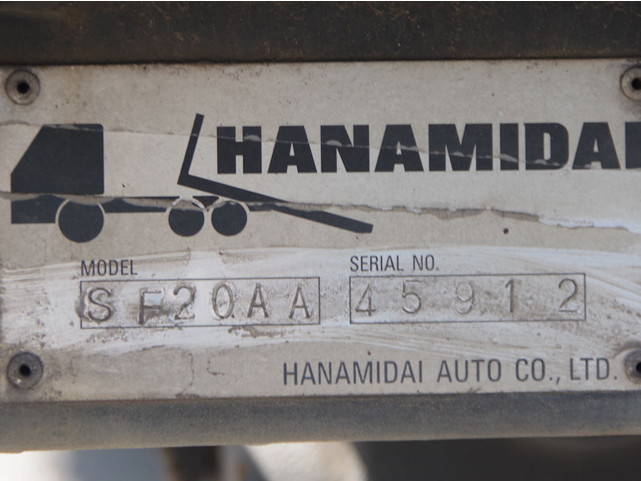 HANAMIDAI
MODEL
SERIAL NO.
SF20AA
45912
HANAMIDAI AUTO CO., LTD.